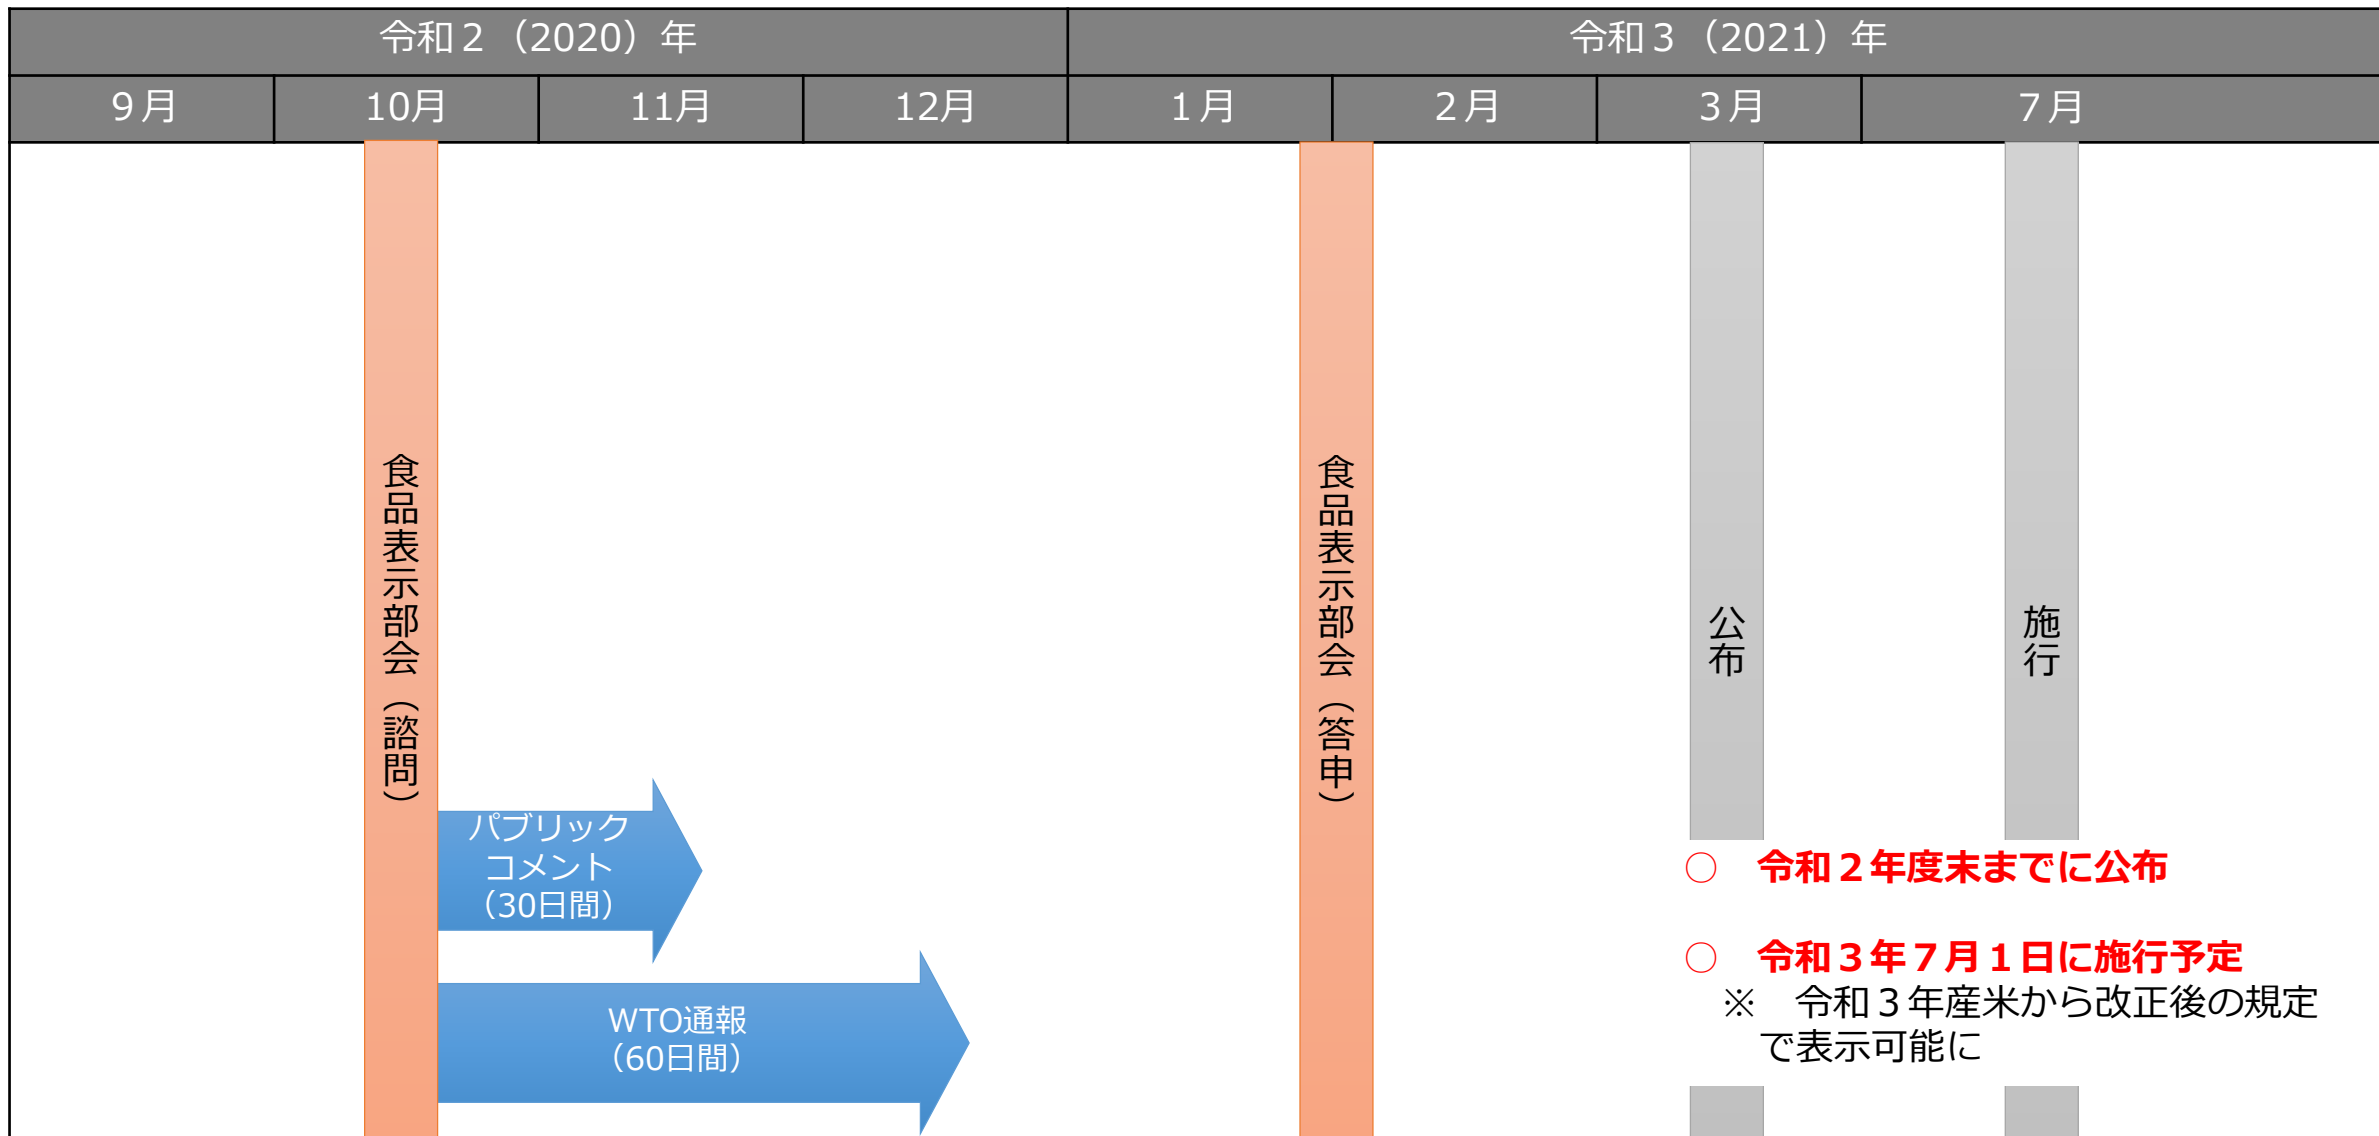 令和２（2020）年
令和３（2021）年
９月
10月
11月
12月
１月
２月
３月
７月
食品表示部会（諮問）
食品表示部会（答申）
公布
施行
パブリック
コメント
（30日間）
WTO通報
（60日間）
○　令和２年度末までに公布
○　令和３年７月１日に施行予定
※　令和３年産米から改正後の規定
で表示可能に